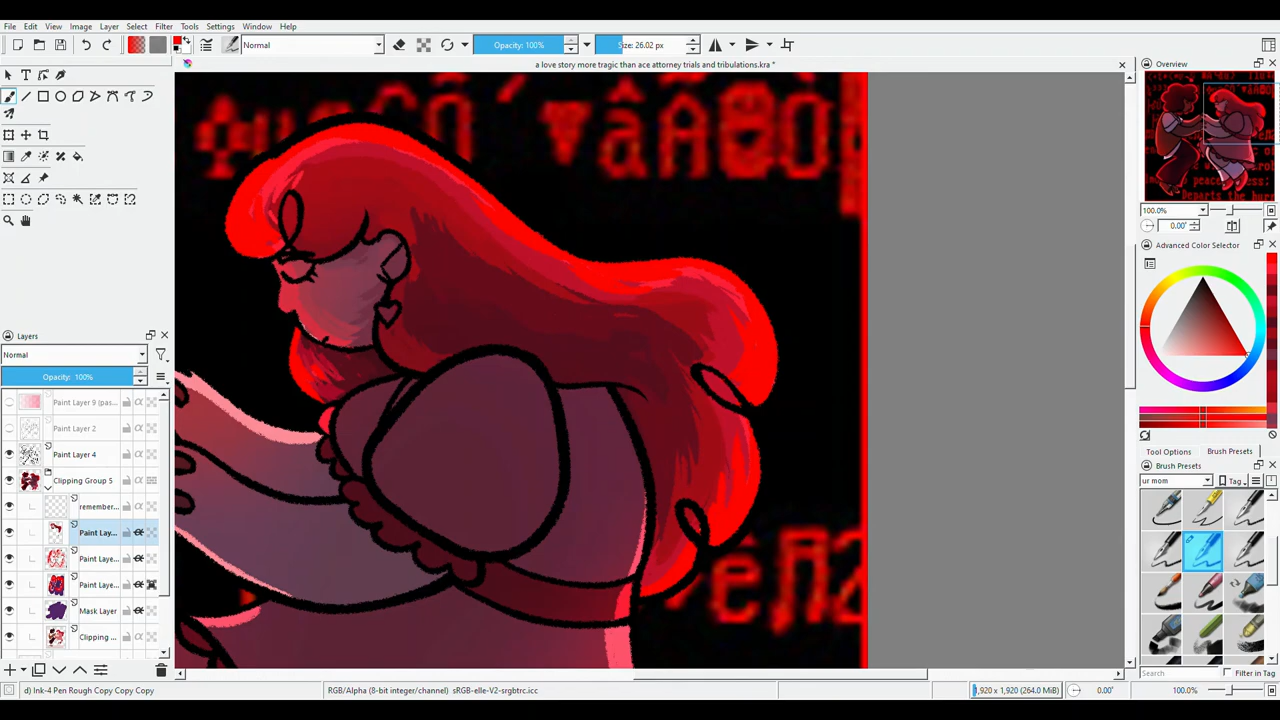 File Edit View Image Layer Select Filter Tools Settings Window Help
Normal Opacity: 100% Size: 26.02 px
a love story more tragic than ace attorney trials and tribulations.kra *
Overview
100.0%
0.00°
Advanced Color Selector
Layers
Normal
Opacity: 100%
Paint Layer 9 (pas...
Paint Layer 2
Paint Layer 4
Clipping Group 5
remember...
Paint Lay...
Paint Laye...
Paint Laye...
Mask Layer
Clipping ...
Tool Options Brush Presets
Brush Presets
ur mom Tag
Search Filter in Tag
d) Ink-4 Pen Rough Copy Copy Copy
RGB/Alpha (8-bit integer/channel) sRGB-elle-V2-srgbtrc.icc
1,920 x 1,920 (264.0 MiB)
0.00°
100.0%